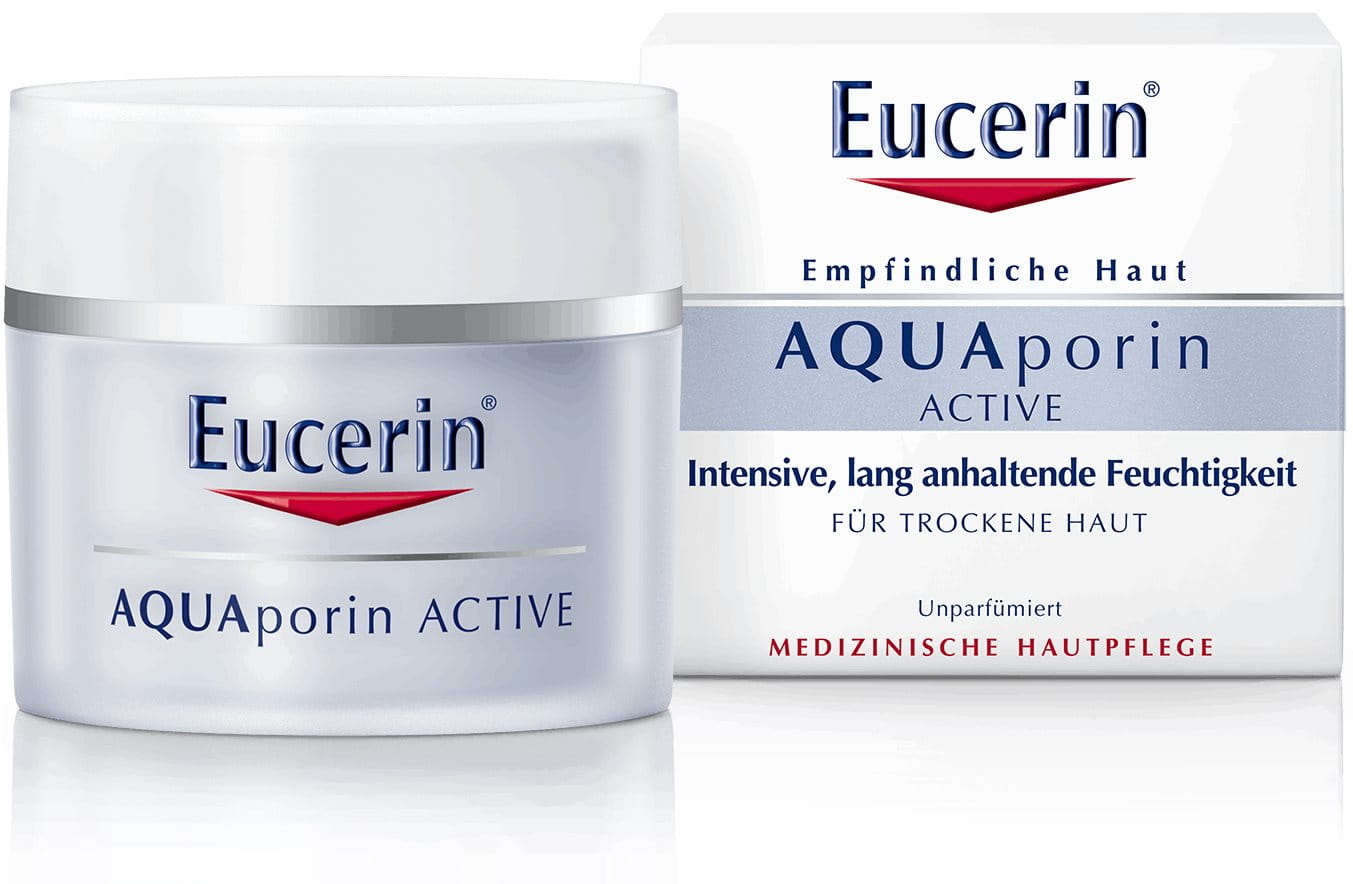 Eucerin®
AQUAporin ACTIVE
Eucerin®
Empfindliche Haut
AQUAporin
ACTIVE
Intensive, lang anhaltende Feuchtigkeit
FÜR TROCKENE HAUT
Unparfümiert
MEDIZINISCHE HAUTPFLEGE